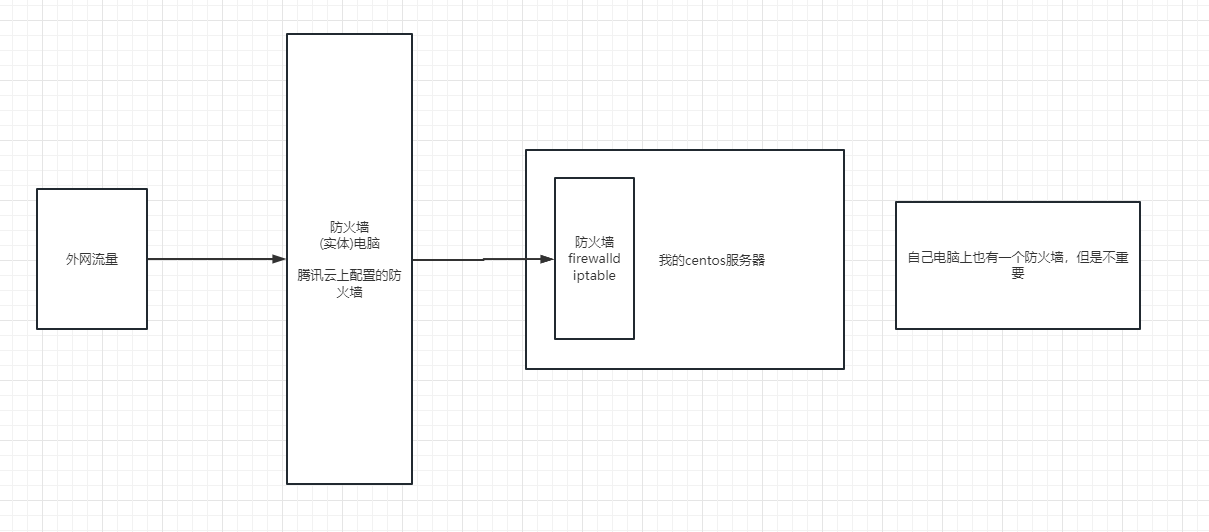 外网流量
防火墙
(实体)电脑
腾讯云上配置的防
火墙
防火墙
firewalld
iptable
我的centos服务器
自己电脑上也有一个防火墙，但是不重
要